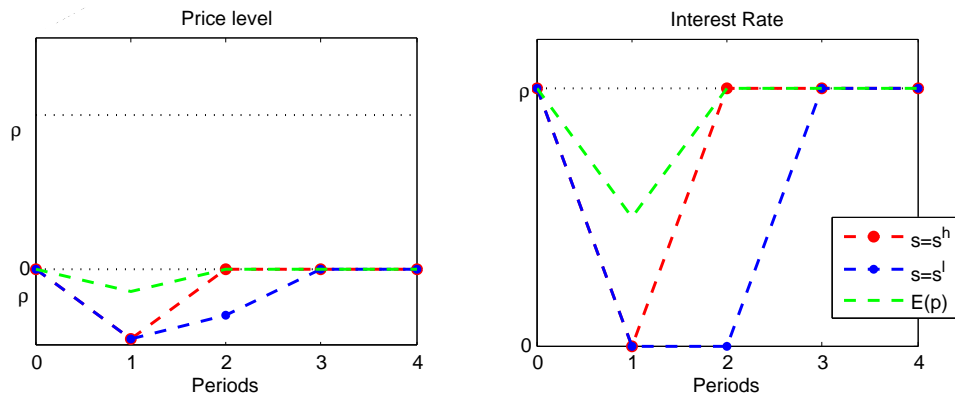 Price level
ρ
0
ρ
0 1 2 3 4
Periods
Interest Rate
ρ
0
0 1 2 3 4
Periods
s=s^h
s=s^l
E(p)